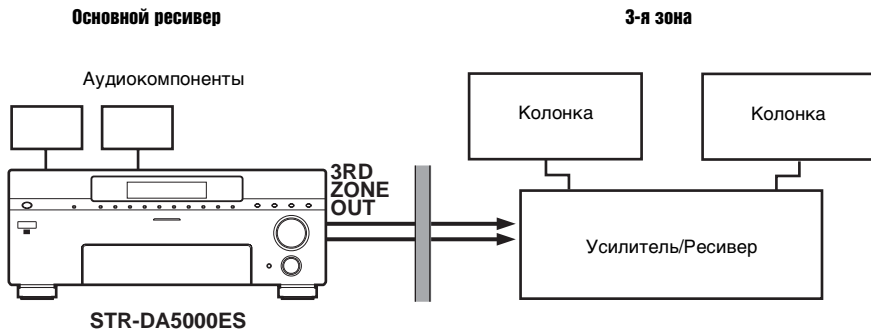 Основной ресивер
3-я зона
Аудиокомпоненты
Колонка
Колонка
3RD
ZONE
OUT
Усилитель/Ресивер
STR-DA5000ES